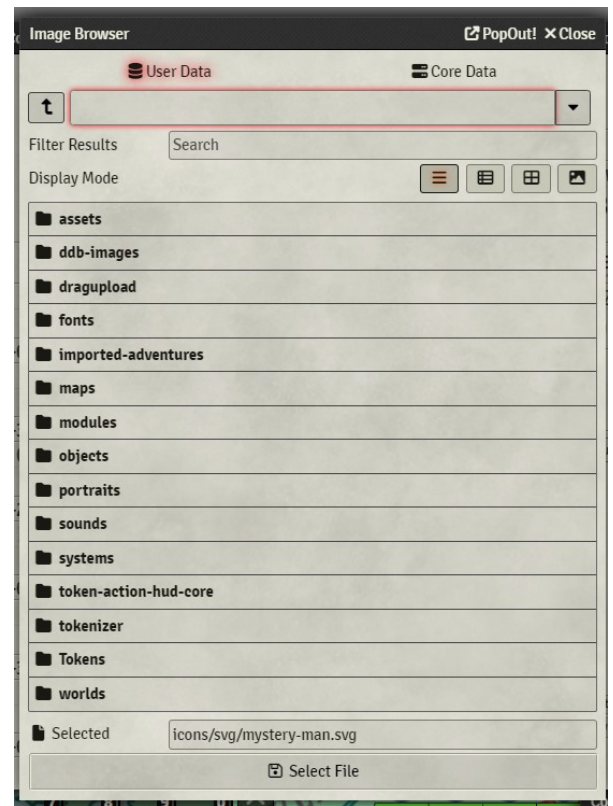 Image Browser PopOut! Close
User Data Core Data
Filter Results Search
Display Mode
assets
ddb-images
dragupload
fonts
imported-adventures
maps
modules
objects
portraits
sounds
systems
token-action-hud-core
tokenizer
Tokens
worlds
Selected icons/svg/mystery-man.svg
Select File